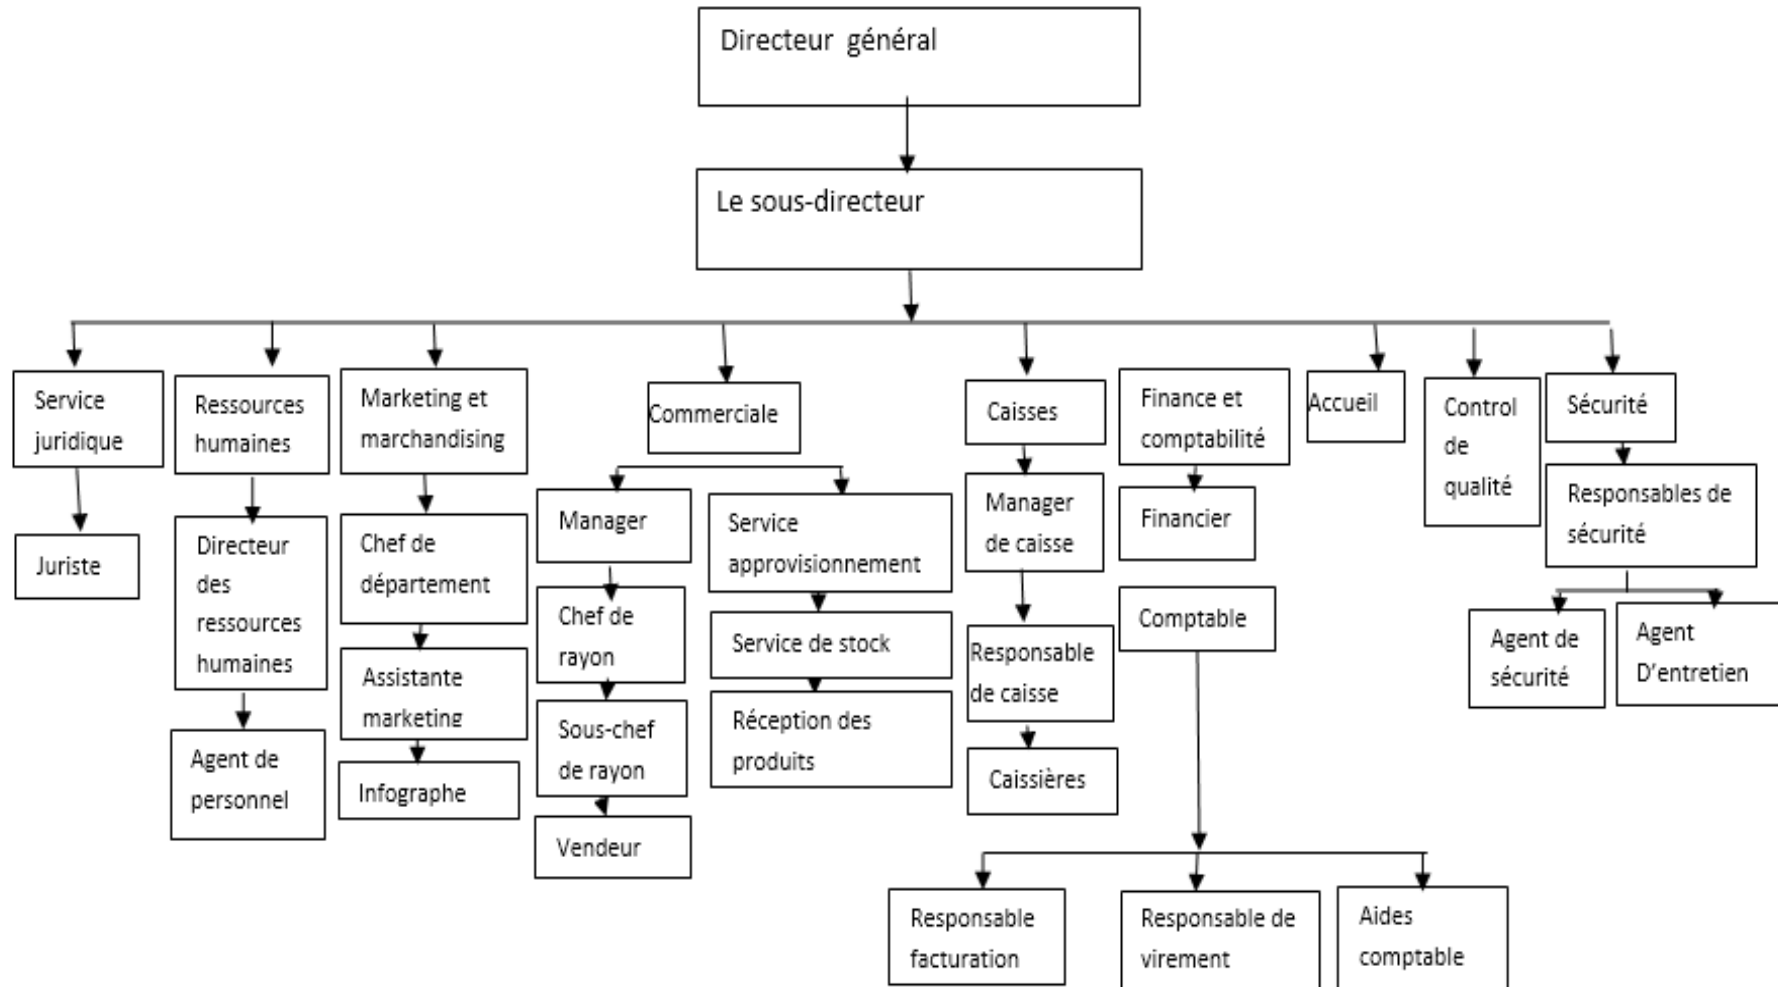 Directeur général
Le sous-directeur
Service
juridique
Ressources
humaines
Marketing et
marchandising
Commerciale
Caisses
Finance et
comptabilité
Accueil
Control
de
qualité
Sécurité
Juriste
Directeur
des
ressources
humaines
Agent de
personnel
Chef de
département
Assistante
marketing
Infographe
Manager
Chef de
rayon
Sous-chef
de rayon
Vendeur
Service
approvisionnement
Service de stock
Réception des
produits
Manager
de caisse
Responsable
de caisse
Caissières
Financier
Comptable
Responsable
facturation
Responsable de
virement
Aides
comptable
Responsables de
sécurité
Agent de
sécurité
Agent
D'entretien